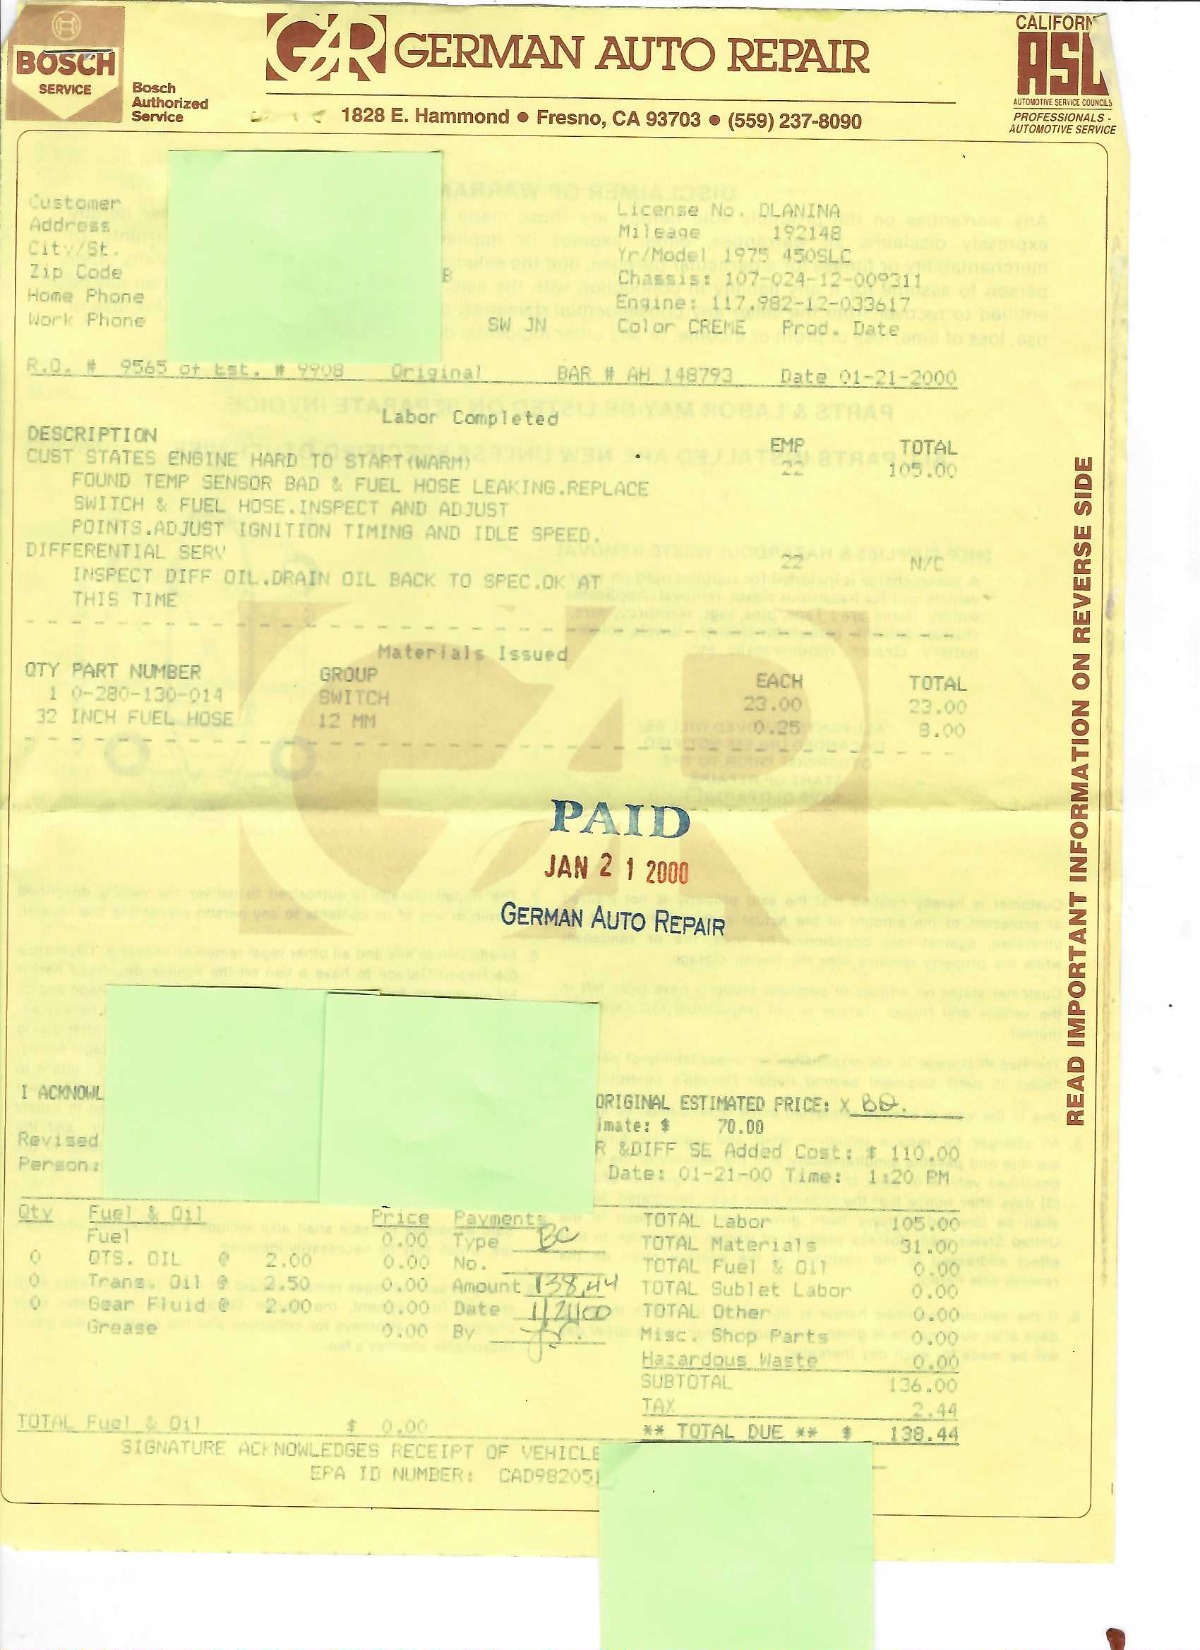 BOSCH
SERVICE
Bosch
Authorized
Service
GAR GERMAN AUTO REPAIR
1828 E. Hammond • Fresno, CA 93703 • (559) 237-8090
CALIFORN
ASC
AUTOMOTIVE SERVICE COUNCILS
PROFESSIONALS -
AUTOMOTIVE SERVICE
Customer
Address
City/St.
Zip Code
Home Phone
Work Phone
SW JN
License No. DLANINA
Mileage 192148
Yr/Model 1975 450SLC
Chassis: 107-024-12-009311
Engine: 117.982-12-033617
Color CREME Prod. Date
R.O. # 9565 of Est. # 9908 Original BAR # AH 148793 Date 01-21-2000
Labor Completed
DESCRIPTION EMP TOTAL
CUST STATES ENGINE HARD TO START(WARM) 22 105.00
FOUND TEMP SENSOR BAD & FUEL HOSE LEAKING.REPLACE
SWITCH & FUEL HOSE.INSPECT AND ADJUST
POINTS.ADJUST IGNITION TIMING AND IDLE SPEED.
DIFFERENTIAL SERV 22 N/C
INSPECT DIFF OIL.DRAIN OIL BACK TO SPEC.OK AT
THIS TIME
Materials Issued
QTY PART NUMBER GROUP EACH TOTAL
1 0-280-130-014 SWITCH 23.00 23.00
32 INCH FUEL HOSE 12 MM 0.25 8.00
PAID
JAN 21 2000
GERMAN AUTO REPAIR
READ IMPORTANT INFORMATION ON REVERSE SIDE
I ACKNOWL ORIGINAL ESTIMATED PRICE: X
imate: $ 70.00
Revised R &DIFF SE Added Cost: $ 110.00
Person: Date: 01-21-00 Time: 1:20 PM
Qty Fuel & Oil Price
Fuel 0.00
0 QTS. OIL @ 2.00 0.00
0 Trans. Oil @ 2.50 0.00
0 Gear Fluid @ 2.00 0.00
Grease 0.00
TOTAL Fuel & Oil $ 0.00
Payments
Type BC
No.
Amount 138.44
Date 1/21/00
By
TOTAL Labor 105.00
TOTAL Materials 31.00
TOTAL Fuel & Oil 0.00
TOTAL Sublet Labor 0.00
TOTAL Other 0.00
Misc. Shop Parts 0.00
Hazardous Waste 0.00
SUBTOTAL 136.00
TAX 2.44
** TOTAL DUE ** $ 138.44
SIGNATURE ACKNOWLEDGES RECEIPT OF VEHICLE
EPA ID NUMBER: CAD982051